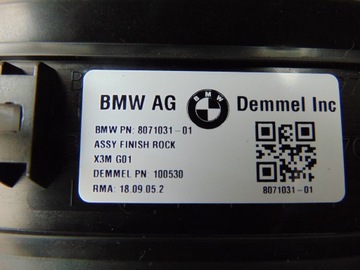 BMW AG BMW Demmel Inc
BMW PN: 8071031-01
ASSY FINISH ROCK
X3M G01
DEMMEL PN: 100530
RMA: 18.09.05.2
8071031-01